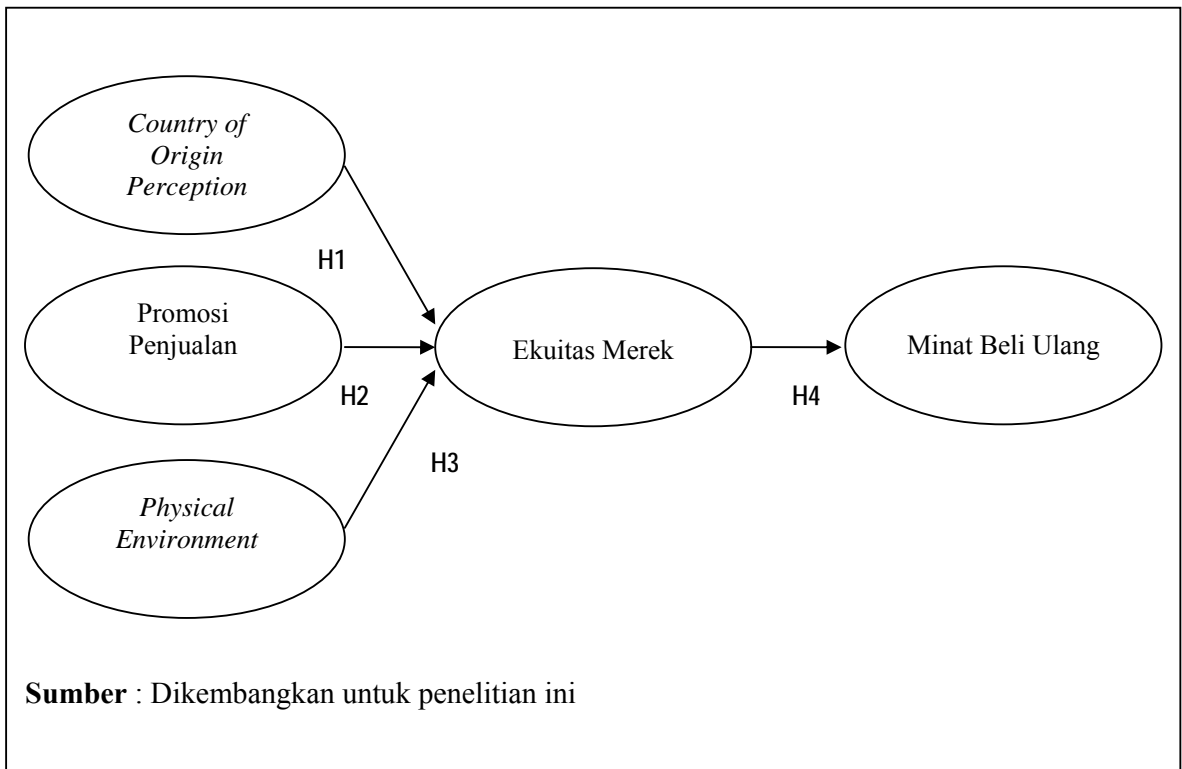 Country of
Origin
Perception
H1
Promosi
Penjualan
H2
Ekuitas Merek
H4
Minat Beli Ulang
H3
Physical
Environment
Sumber : Dikembangkan untuk penelitian ini